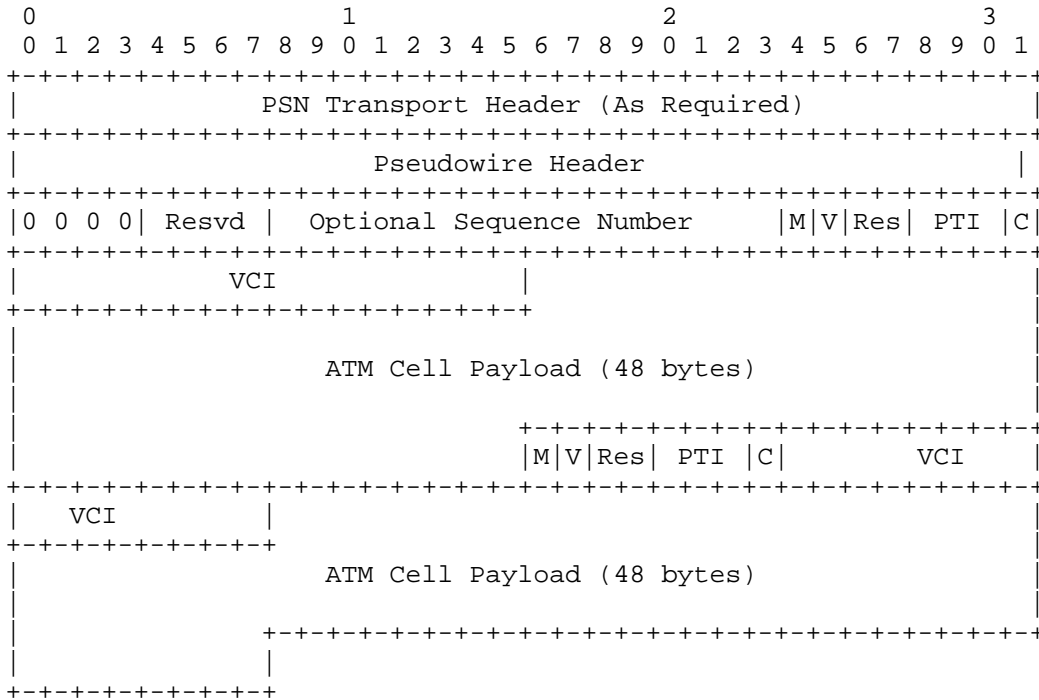 0                   1                   2                   3
 0 1 2 3 4 5 6 7 8 9 0 1 2 3 4 5 6 7 8 9 0 1 2 3 4 5 6 7 8 9 0 1
+-+-+-+-+-+-+-+-+-+-+-+-+-+-+-+-+-+-+-+-+-+-+-+-+-+-+-+-+-+-+-+-+
|               PSN Transport Header (As Required)              |
+-+-+-+-+-+-+-+-+-+-+-+-+-+-+-+-+-+-+-+-+-+-+-+-+-+-+-+-+-+-+-+-+
|                      Pseudowire Header                       |
+-+-+-+-+-+-+-+-+-+-+-+-+-+-+-+-+-+-+-+-+-+-+-+-+-+-+-+-+-+-+-+-+
|0 0 0 0| Resvd |  Optional Sequence Number     |M|V|Res| PTI |C|
+-+-+-+-+-+-+-+-+-+-+-+-+-+-+-+-+-+-+-+-+-+-+-+-+-+-+-+-+-+-+-+-+
|             VCI               |                               |
+-+-+-+-+-+-+-+-+-+-+-+-+-+-+-+-+                               |
|                                                               |
|                   ATM Cell Payload (48 bytes)                 |
|                                                               |
|                               +-+-+-+-+-+-+-+-+-+-+-+-+-+-+-+-+
|                               |M|V|Res| PTI |C|        VCI    |
+-+-+-+-+-+-+-+-+-+-+-+-+-+-+-+-+-+-+-+-+-+-+-+-+-+-+-+-+-+-+-+-+
|   VCI         |                                               |
+-+-+-+-+-+-+-+-+                                               |
|                   ATM Cell Payload (48 bytes)                 |
|                                                               |
|               +-+-+-+-+-+-+-+-+-+-+-+-+-+-+-+-+-+-+-+-+-+-+-+-+
|               |
+-+-+-+-+-+-+-+-+